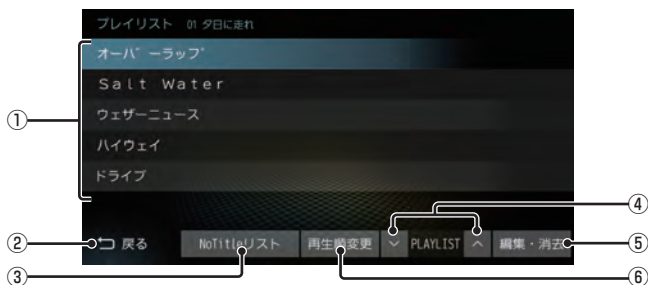 プレイリスト 01 夕日に走れ
オーバーラップ
Salt Water
ウェザーニュース
ハイウェイ
ドライブ
①
④
② 戻る NoTitleリスト 再生順変更 PLAYLIST 編集・消去 ⑤
③
⑥